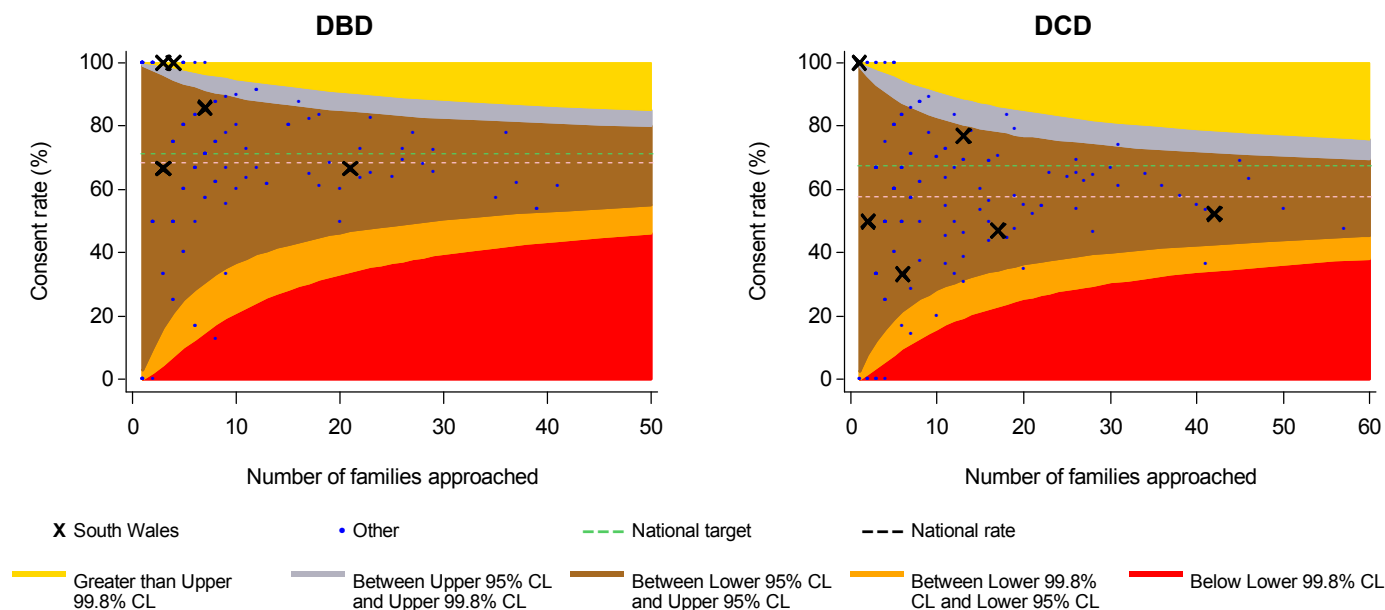 DBD
DCD
Consent rate (%)
100
80
60
40
20
0
0 10 20 30 40 50
Number of families approached
Consent rate (%)
100
80
60
40
20
0
0 10 20 30 40 50 60
Number of families approached
X South Wales
Other
National target
National rate
Greater than Upper
99.8% CL
Between Upper 95% CL
and Upper 99.8% CL
Between Lower 95% CL
and Upper 95% CL
Between Lower 99.8%
CL and Lower 95% CL
Below Lower 99.8% CL